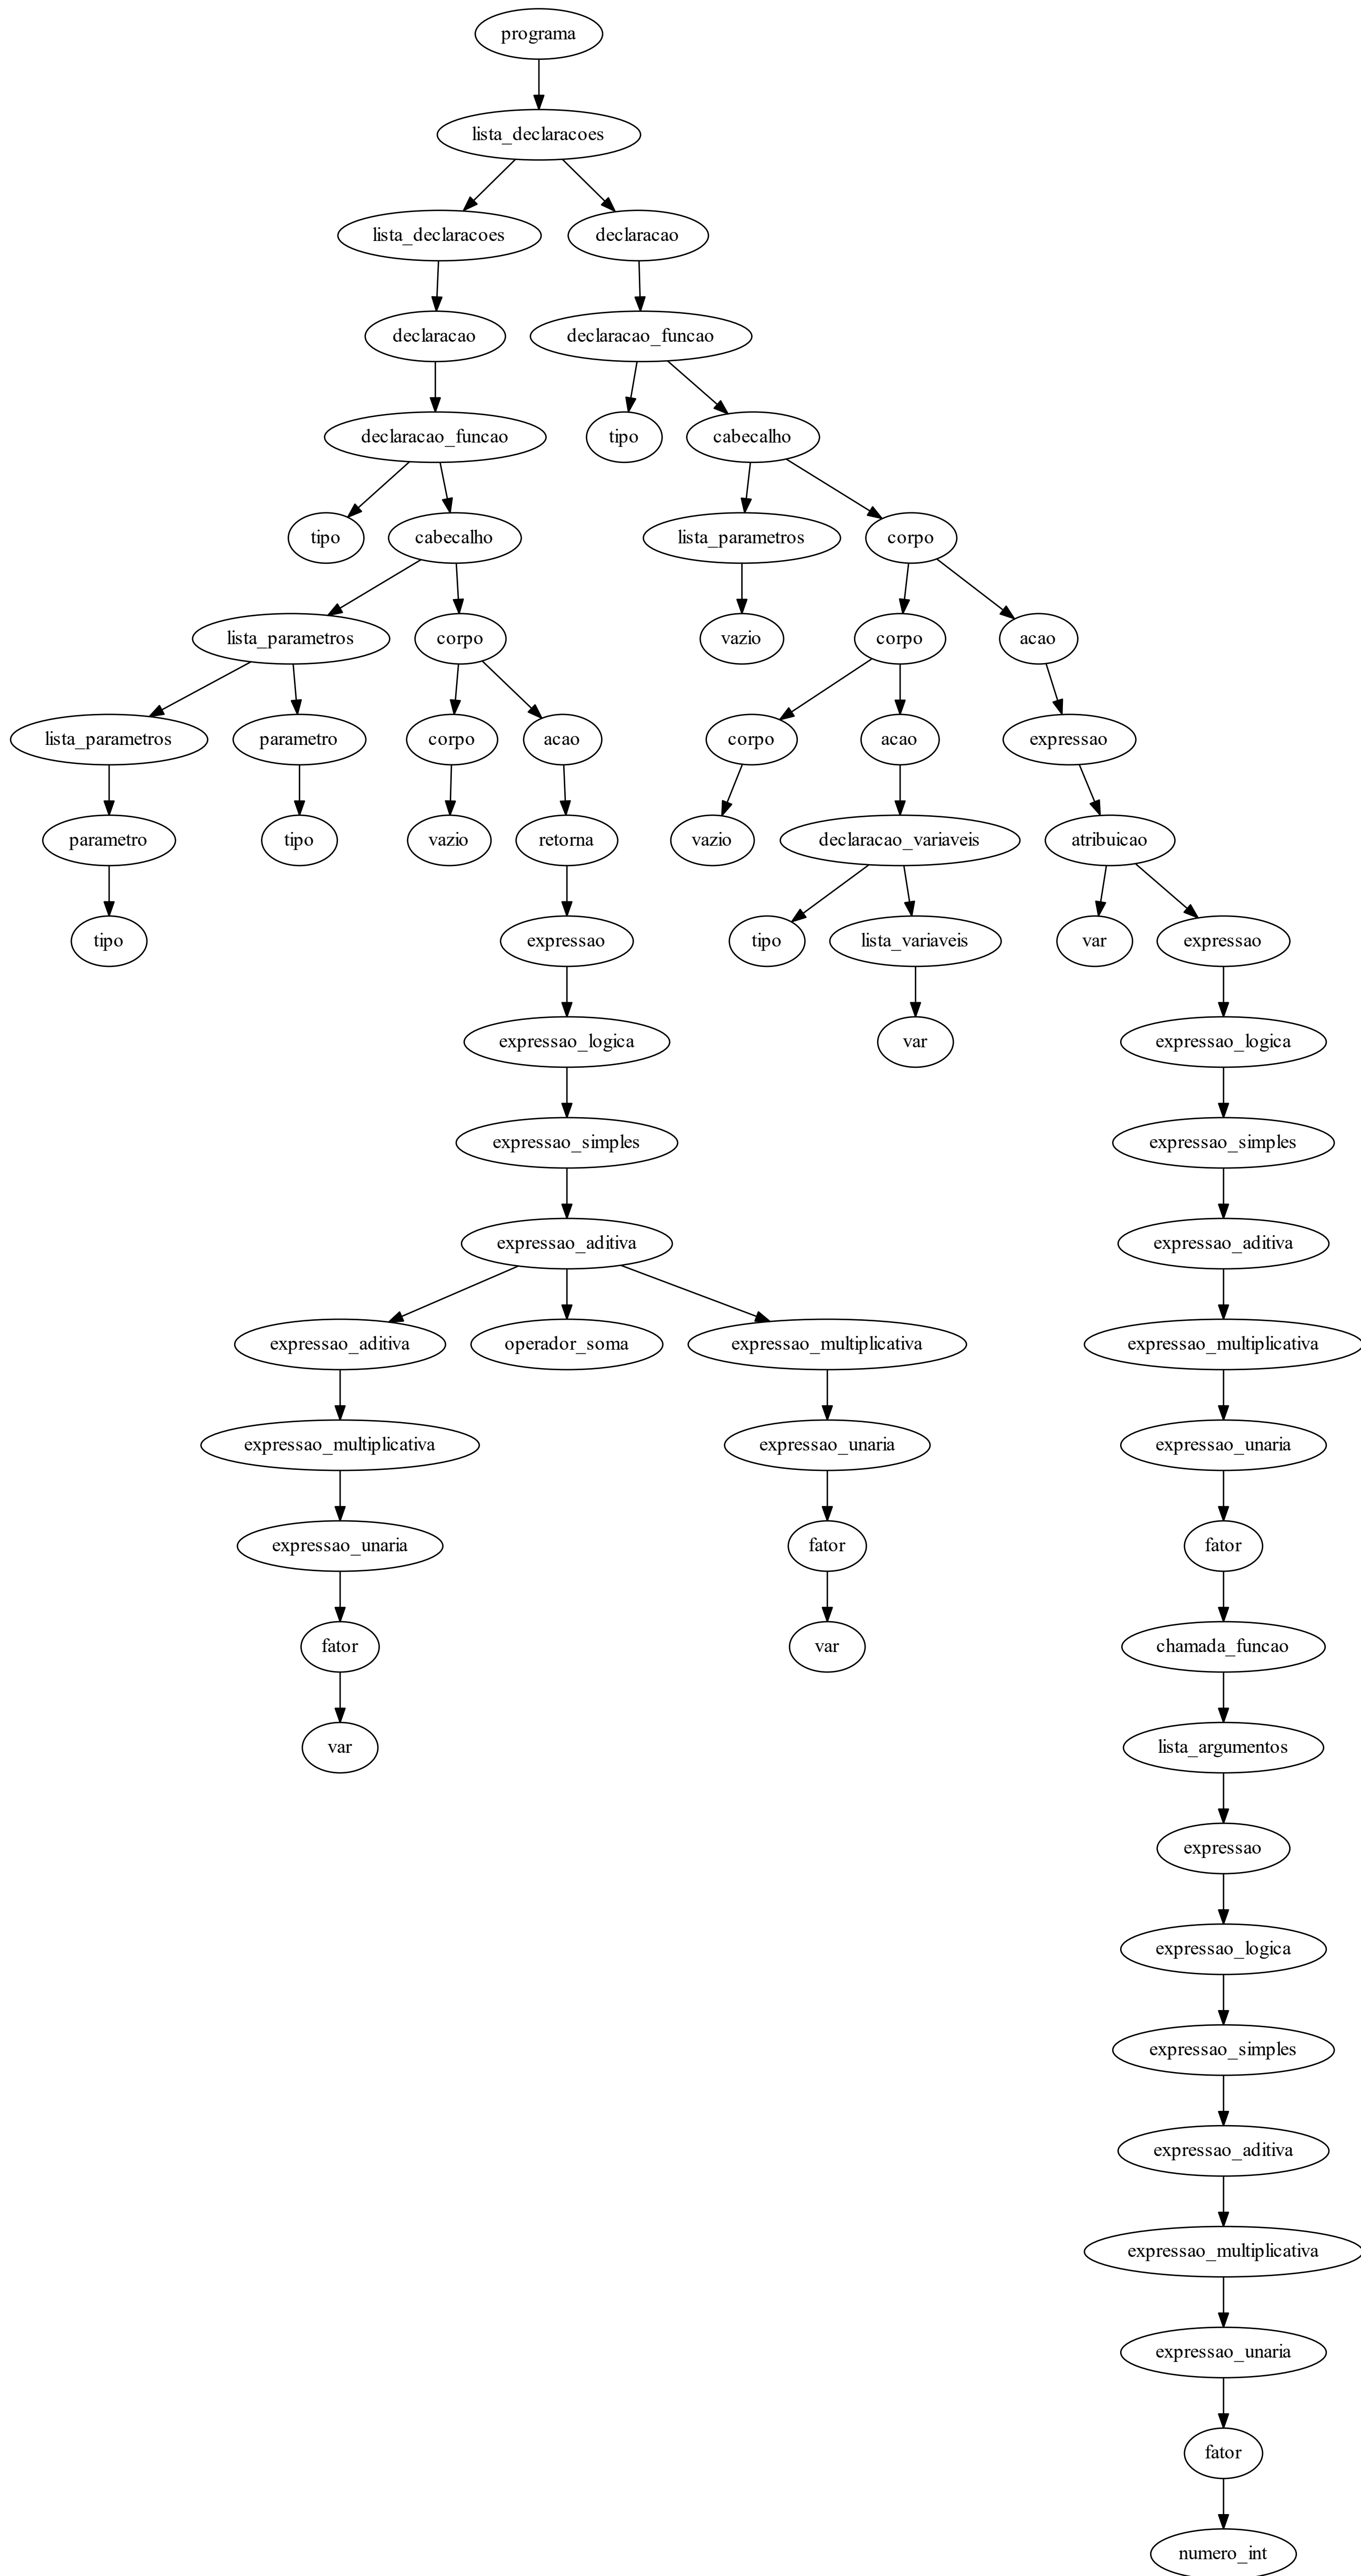 programa
lista_declaracoes
lista_declaracoes
declaracao
declaracao
declaracao_funcao
declaracao_funcao
tipo
cabecalho
tipo
cabecalho
lista_parametros
corpo
lista_parametros
corpo
vazio
corpo
acao
lista_parametros
parametro
corpo
acao
corpo
acao
expressao
parametro
tipo
vazio
retorna
vazio
declaracao_variaveis
atribuicao
tipo
expressao
tipo
lista_variaveis
var
expressao
expressao_logica
var
expressao_logica
expressao_simples
expressao_simples
expressao_aditiva
expressao_aditiva
expressao_aditiva
operador_soma
expressao_multiplicativa
expressao_multiplicativa
expressao_multiplicativa
expressao_unaria
expressao_unaria
expressao_unaria
fator
fator
fator
var
chamada_funcao
var
lista_argumentos
expressao
expressao_logica
expressao_simples
expressao_aditiva
expressao_multiplicativa
expressao_unaria
fator
numero_int